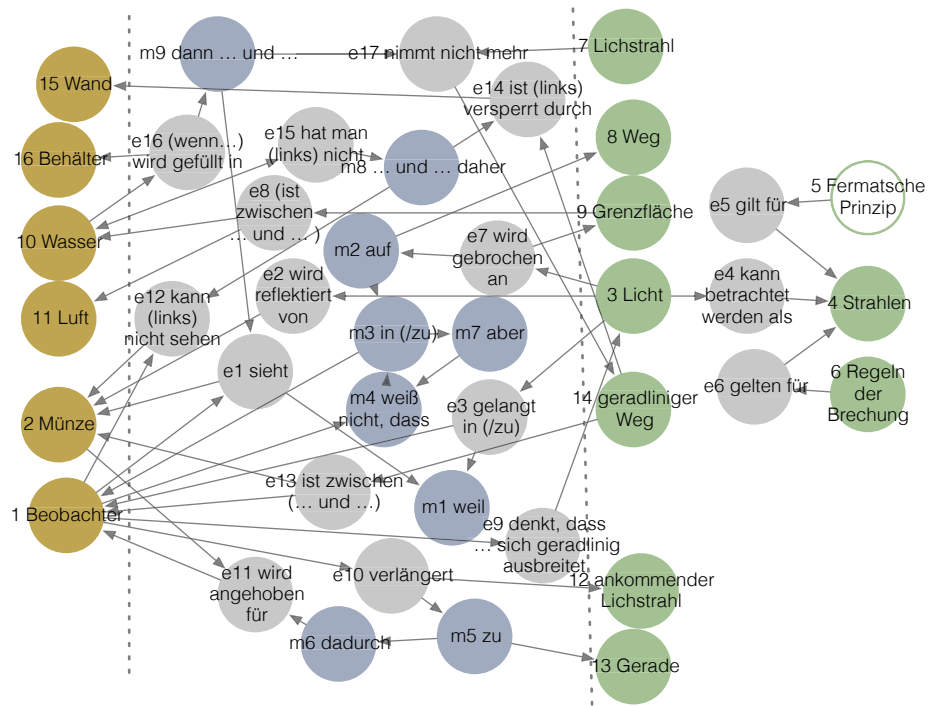 m9 dann … und …
e17 nimmt nicht mehr
7 Lichstrahl
15 Wand
e14 ist (links)
versperrt durch
16 Behälter
e16 (wenn…)
wird gefüllt in
e15 hat man
(links) nicht
m8 … und … daher
8 Weg
10 Wasser
e8 (ist
zwischen
… und … )
9 Grenzfläche
e5 gilt für
5 Fermatsche
Prinzip
m2 auf
e7 wird
gebrochen
an
11 Luft
e12 kann
(links)
nicht sehen
e2 wird
reflektiert
von
3 Licht
e4 kann
betrachtet
werden als
4 Strahlen
m3 in (/zu)
m7 aber
e1 sieht
m4 weiß
nicht, dass
e3 gelangt
in (/zu)
14 geradliniger
Weg
e6 gelten für
6 Regeln
der
Brechung
2 Münze
e13 ist zwischen
(… und …)
m1 weil
1 Beobachter
e9 denkt, dass
… sich geradlinig
ausbreitet
e11 wird
angehoben
für
e10 verlängert
12 ankommender
Lichstrahl
m6 dadurch
m5 zu
13 Gerade